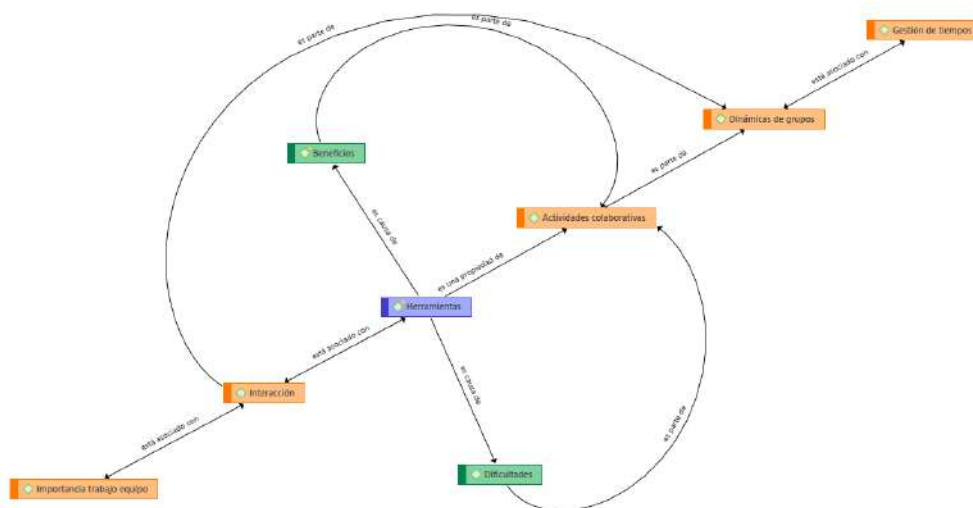 es parte de
es parte de
Gestión de tiempos
está asociado con
Dinámicas de grupos
Beneficios
es parte de
Actividades colaborativas
es causa de
es una propiedad de
Herramientas
está asociado con
es causa de
Interacción
es parte de
está asociado con
Dificultades
Importancia trabajo equipo